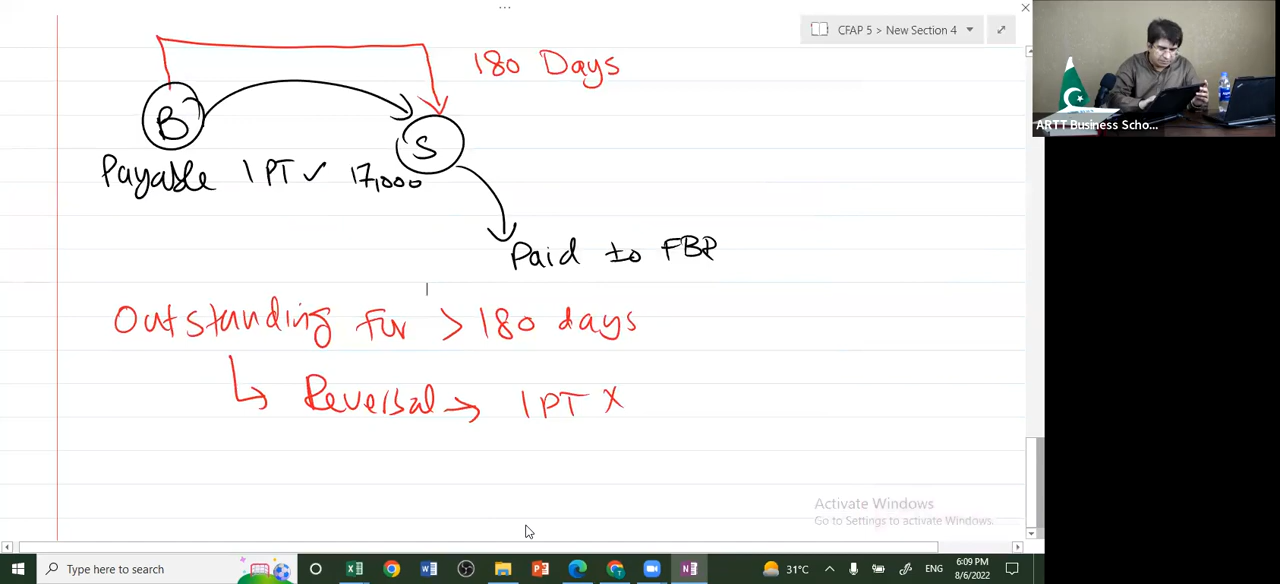 ...
CFAP 5 > New Section 4
180 Days
B
S
Payable IPT ✓ 17,000
Paid to FBR
Outstanding for > 180 days
↳ Reversal → IPT X
ARTT Business Scho...
Activate Windows
Go to Settings to activate Windows.
Type here to search
31°C
ENG
6:09 PM
8/6/2022